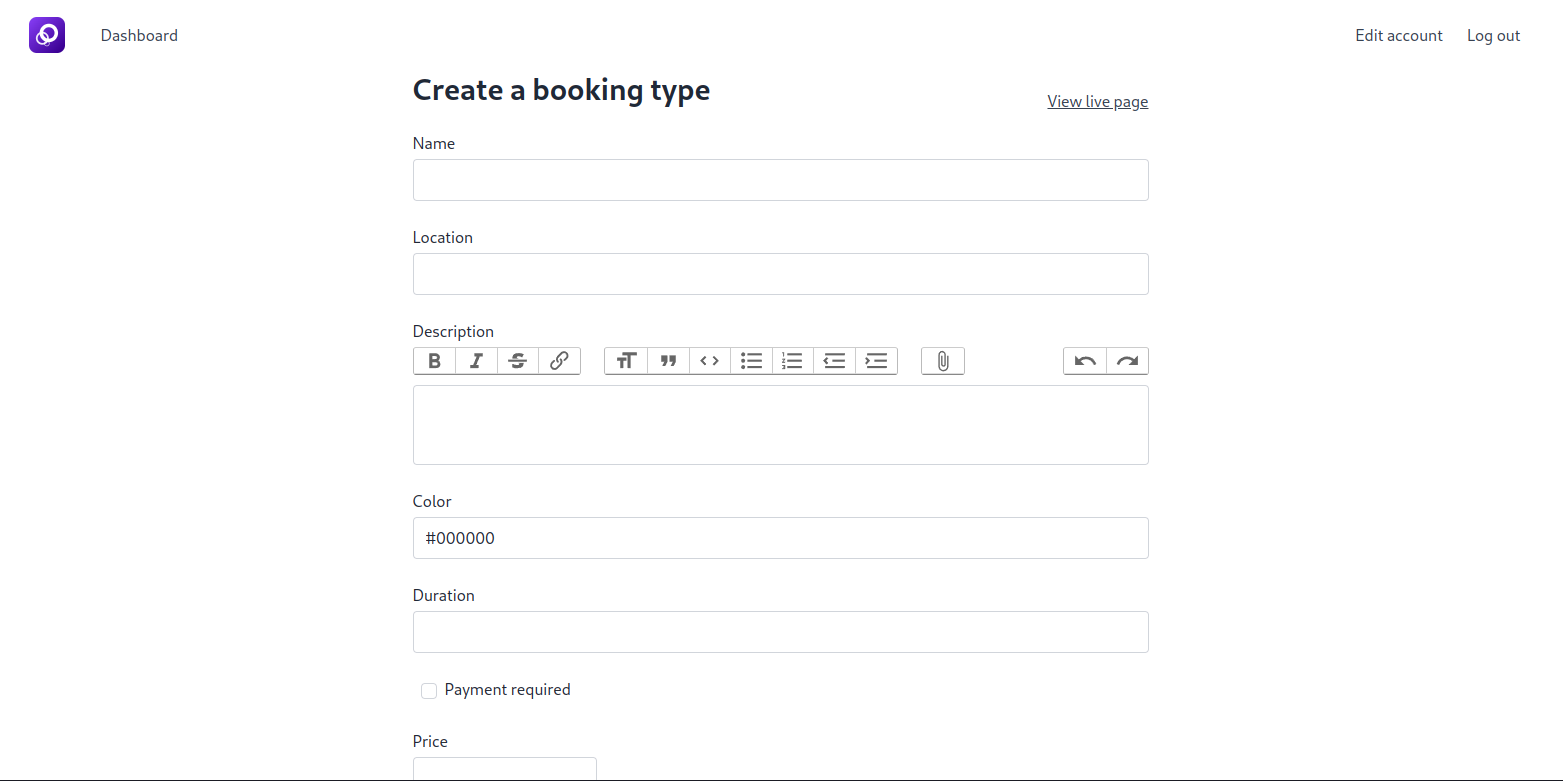 Dashboard
Edit account
Log out
Create a booking type
View live page
Name
Location
Description
Color
#000000
Duration
Payment required
Price